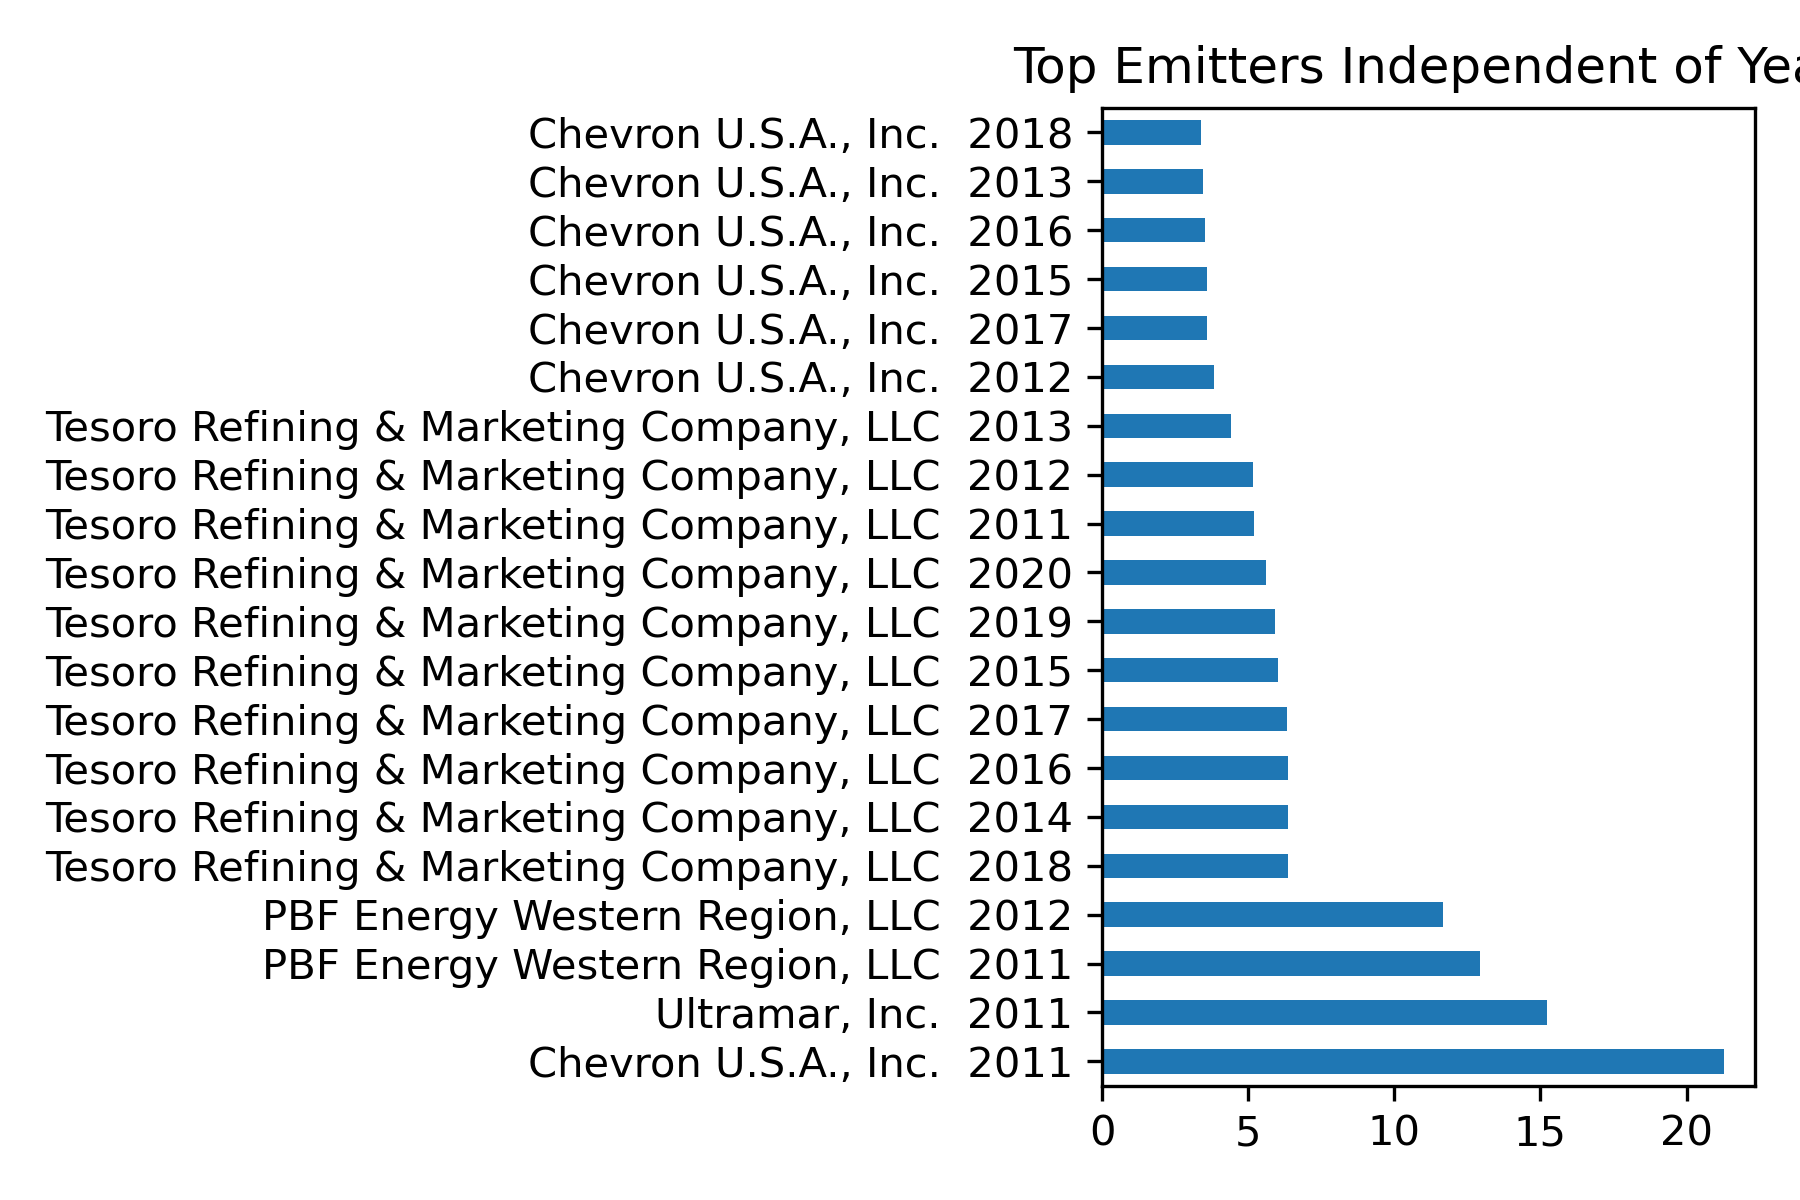 Top Emitters Independent of Yea
Chevron U.S.A., Inc.  2018
Chevron U.S.A., Inc.  2013
Chevron U.S.A., Inc.  2016
Chevron U.S.A., Inc.  2015
Chevron U.S.A., Inc.  2017
Chevron U.S.A., Inc.  2012
Tesoro Refining & Marketing Company, LLC  2013
Tesoro Refining & Marketing Company, LLC  2012
Tesoro Refining & Marketing Company, LLC  2011
Tesoro Refining & Marketing Company, LLC  2020
Tesoro Refining & Marketing Company, LLC  2019
Tesoro Refining & Marketing Company, LLC  2015
Tesoro Refining & Marketing Company, LLC  2017
Tesoro Refining & Marketing Company, LLC  2016
Tesoro Refining & Marketing Company, LLC  2014
Tesoro Refining & Marketing Company, LLC  2018
PBF Energy Western Region, LLC  2012
PBF Energy Western Region, LLC  2011
Ultramar, Inc.  2011
Chevron U.S.A., Inc.  2011
0 5 10 15 20